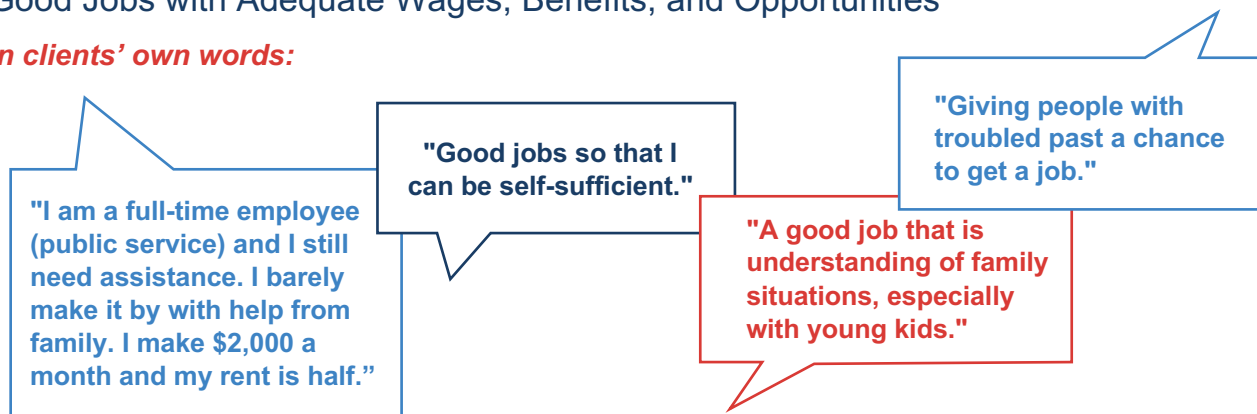 Good Jobs with Adequate Wages, Benefits, and Opportunities
n clients’ own words:
"I am a full-time employee
(public service) and I still
need assistance. I barely
make it by with help from
family. I make $2,000 a
month and my rent is half.”
"Good jobs so that I
can be self-sufficient."
"A good job that is
understanding of family
situations, especially
with young kids."
"Giving people with
troubled past a chance
to get a job."